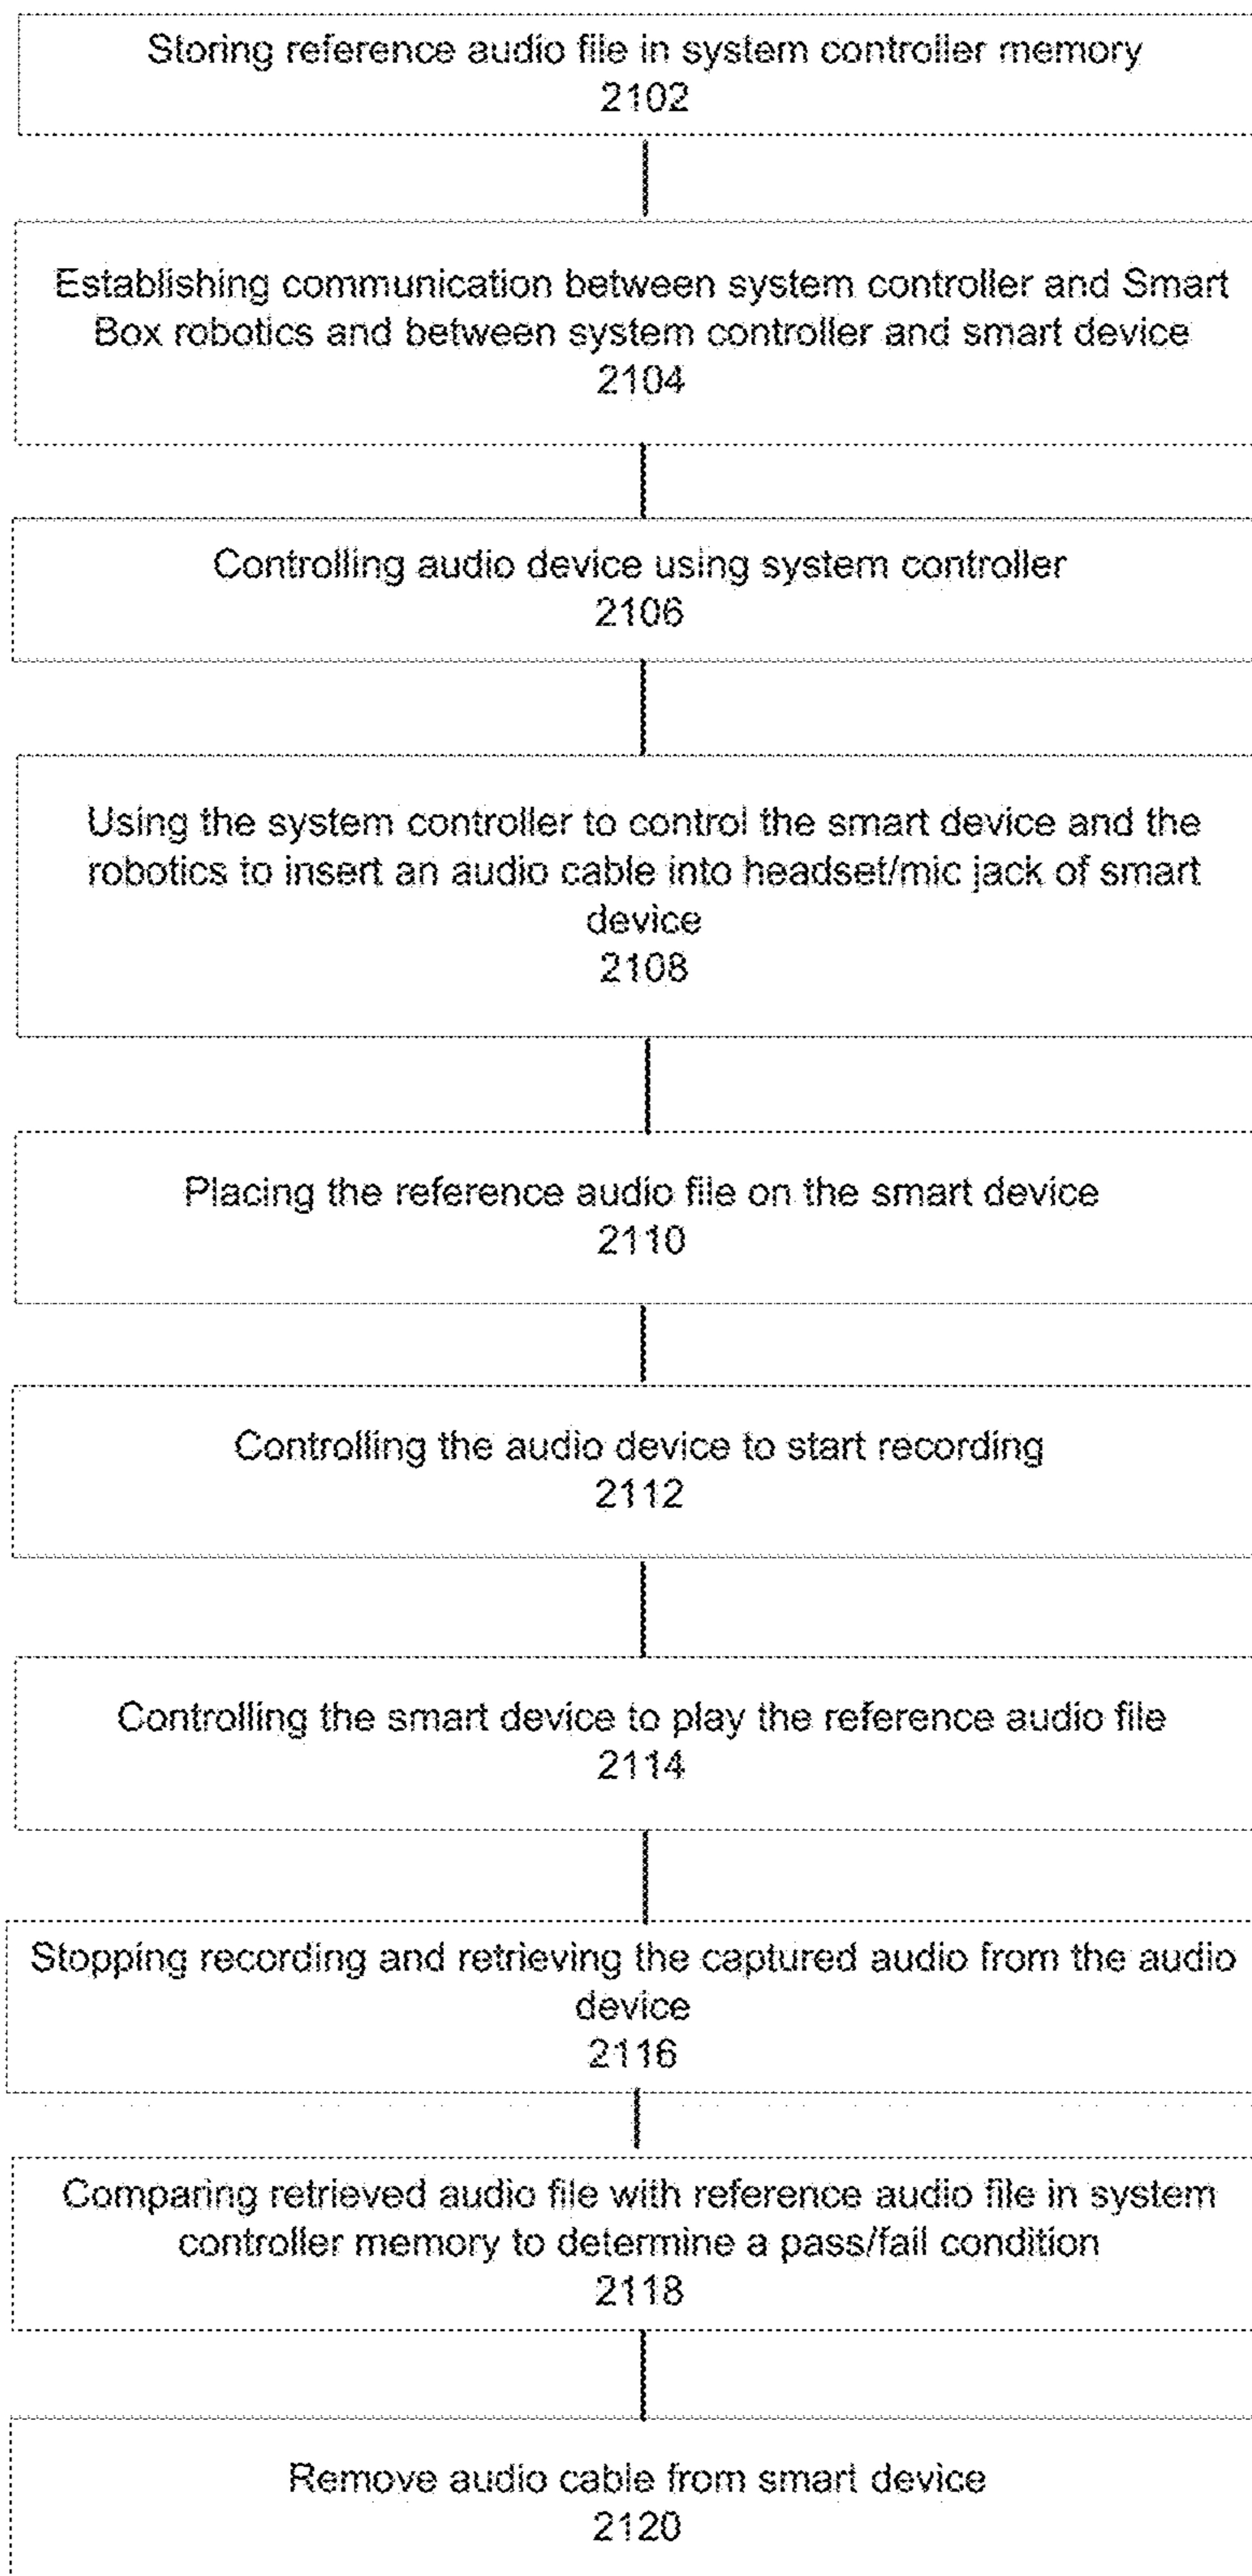 Storing reference audio file in system controller memory
2102
Establishing communication between system controller and Smart
Box robotics and between system controller and smart device
2104
Controlling audio device using system controller
2106
Using the system controller to control the smart device and the
robotics to insert an audio cable into headset/mic jack of smart
device
2108
Placing the reference audio file on the smart device
2110
Controlling the audio device to start recording
2112
Controlling the smart device to play the reference audio file
2114
Stopping recording and retrieving the captured audio from the audio
device
2116
Comparing retrieved audio file with reference audio file in system
controller memory to determine a pass/fail condition
2118
Remove audio cable from smart device
2120